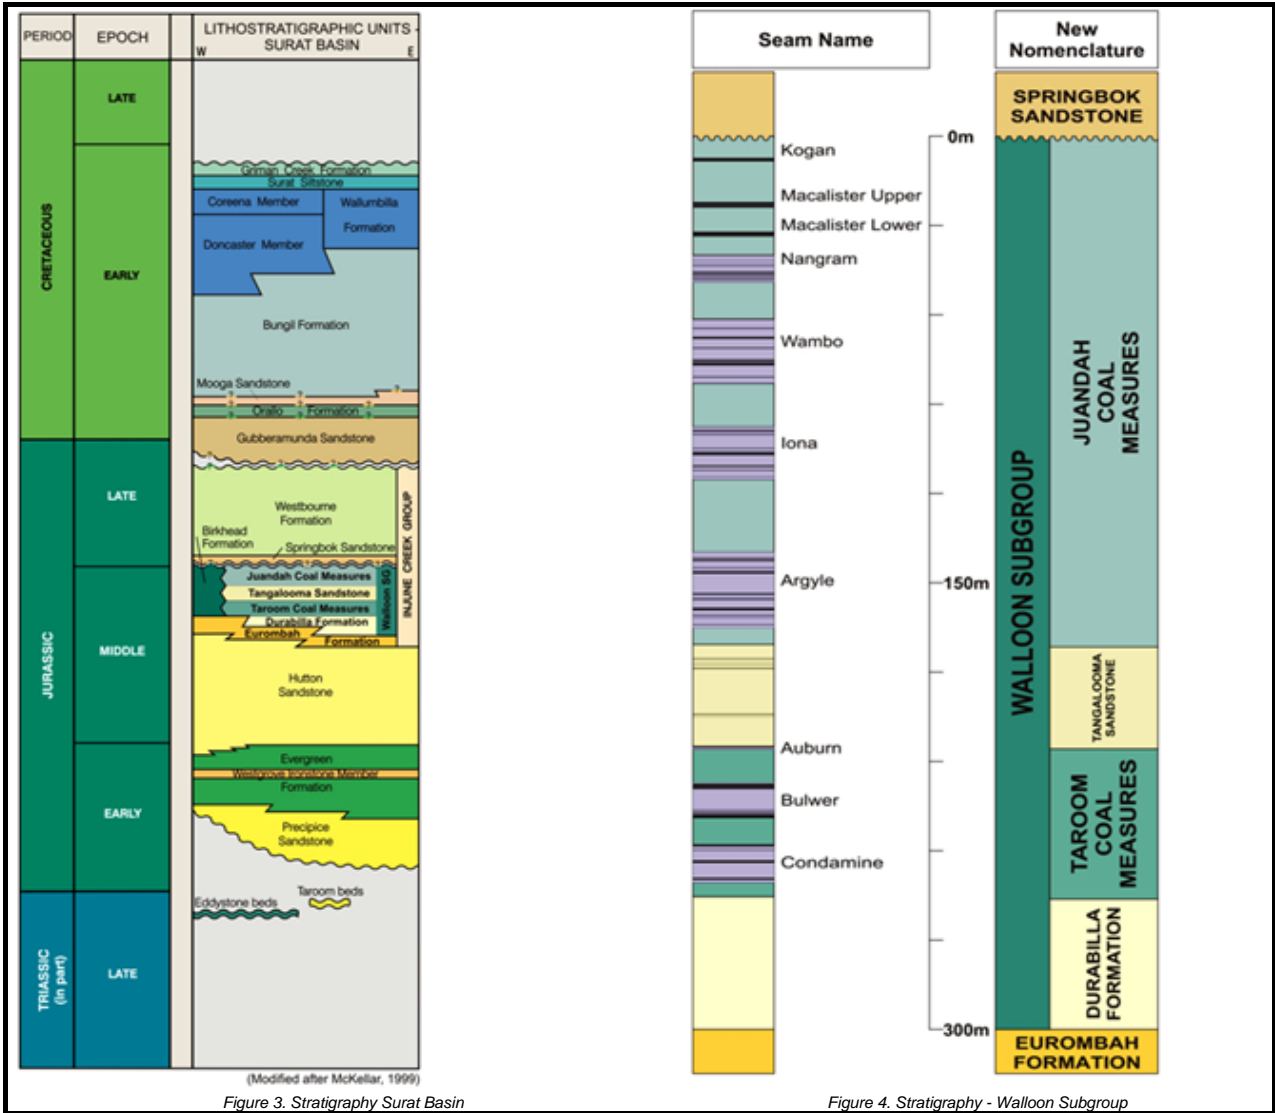 PERIOD
EPOCH
LITHOSTRATIGRAPHIC UNITS -
SURAT BASIN
W
E
CRETACEOUS
LATE
EARLY
JURASSIC
LATE
MIDDLE
EARLY
TRIASSIC
(in part)
LATE
Griman Creek Formation
Surat Siltstone
Coreena Member
Wallumbilla
Formation
Doncaster Member
Bungil Formation
Mooga Sandstone
?
? ? ?
? ? ?
Orallo Formation
? ?
Gubberamunda Sandstone
? ? ?
Westbourne
Formation
Birkhead
Formation
Springbok Sandstone
? ? ?
INJUNE CREEK GROUP
Juandah Coal Measures
Tangalooma Sandstone
Taroom Coal Measures
Durabilla Formation
Walloon SG
Eurombah
Formation
Hutton
Sandstone
Evergreen
Westgrove Ironstone Member
Formation
Precipice
Sandstone
Taroom beds
Eddystone beds
(Modified after McKellar, 1999)
Figure 3. Stratigraphy Surat Basin
Seam Name
New
Nomenclature
Kogan
Macalister Upper
Macalister Lower
Nangram
Wambo
Iona
Argyle
Auburn
Bulwer
Condamine
0m
150m
300m
SPRINGBOK
SANDSTONE
WALLOON SUBGROUP
JUANDAH
COAL
MEASURES
TANGALOOMA
SANDSTONE
TAROOM
COAL
MEASURES
DURABILLA
FORMATION
EUROMBAH
FORMATION
Figure 4. Stratigraphy - Walloon Subgroup